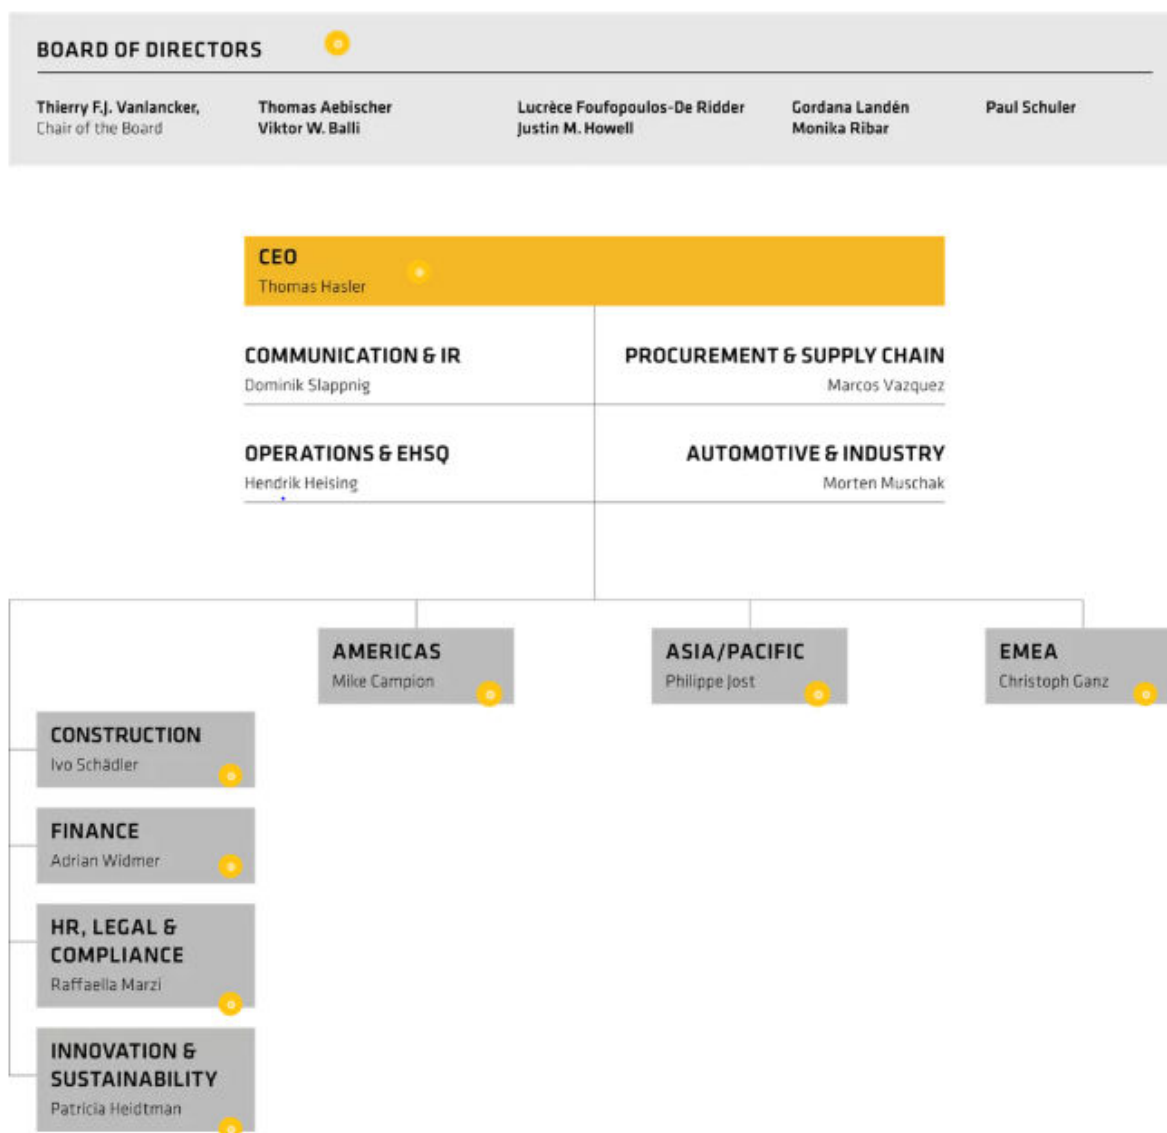 BOARD OF DIRECTORS
Thierry F.J. Vanlancker,
Chair of the Board
Thomas Aebischer
Viktor W. Balli
Lucrèce Foufopoulos-De Ridder
Justin M. Howell
Gordana Landén
Monika Ribar
Paul Schuler
CEO
Thomas Hasler
COMMUNICATION & IR
Dominik Slappnig
PROCUREMENT & SUPPLY CHAIN
Marcos Vazquez
OPERATIONS & EHSQ
Hendrik Heising
AUTOMOTIVE & INDUSTRY
Morten Muschak
AMERICAS
Mike Campion
ASIA/PACIFIC
Philippe Jost
EMEA
Christoph Ganz
CONSTRUCTION
Ivo Schädler
FINANCE
Adrian Widmer
HR, LEGAL &
COMPLIANCE
Raffaella Marzi
INNOVATION &
SUSTAINABILITY
Patricia Heidtman